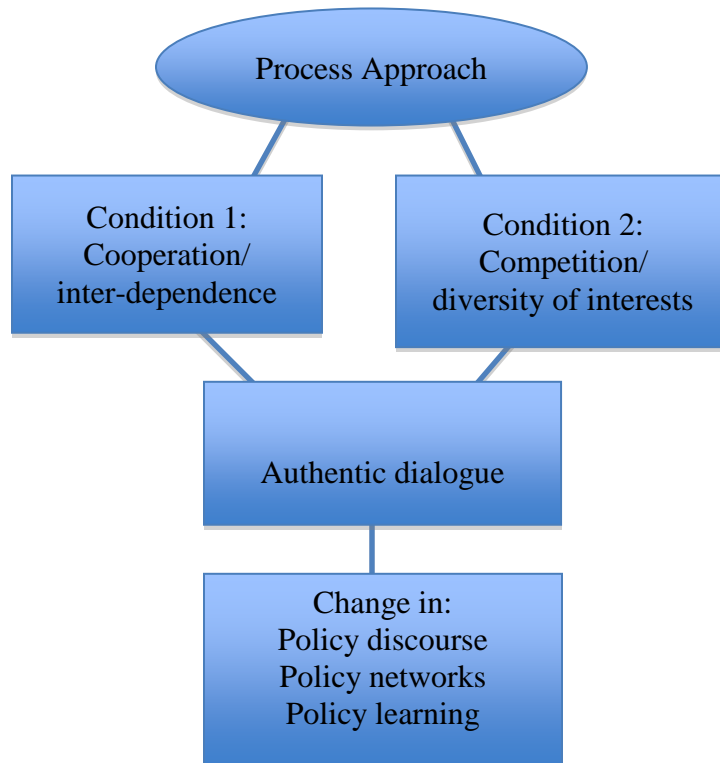 Process Approach
Condition 1:
Cooperation/
inter-dependence
Condition 2:
Competition/
diversity of interests
Authentic dialogue
Change in:
Policy discourse
Policy networks
Policy learning